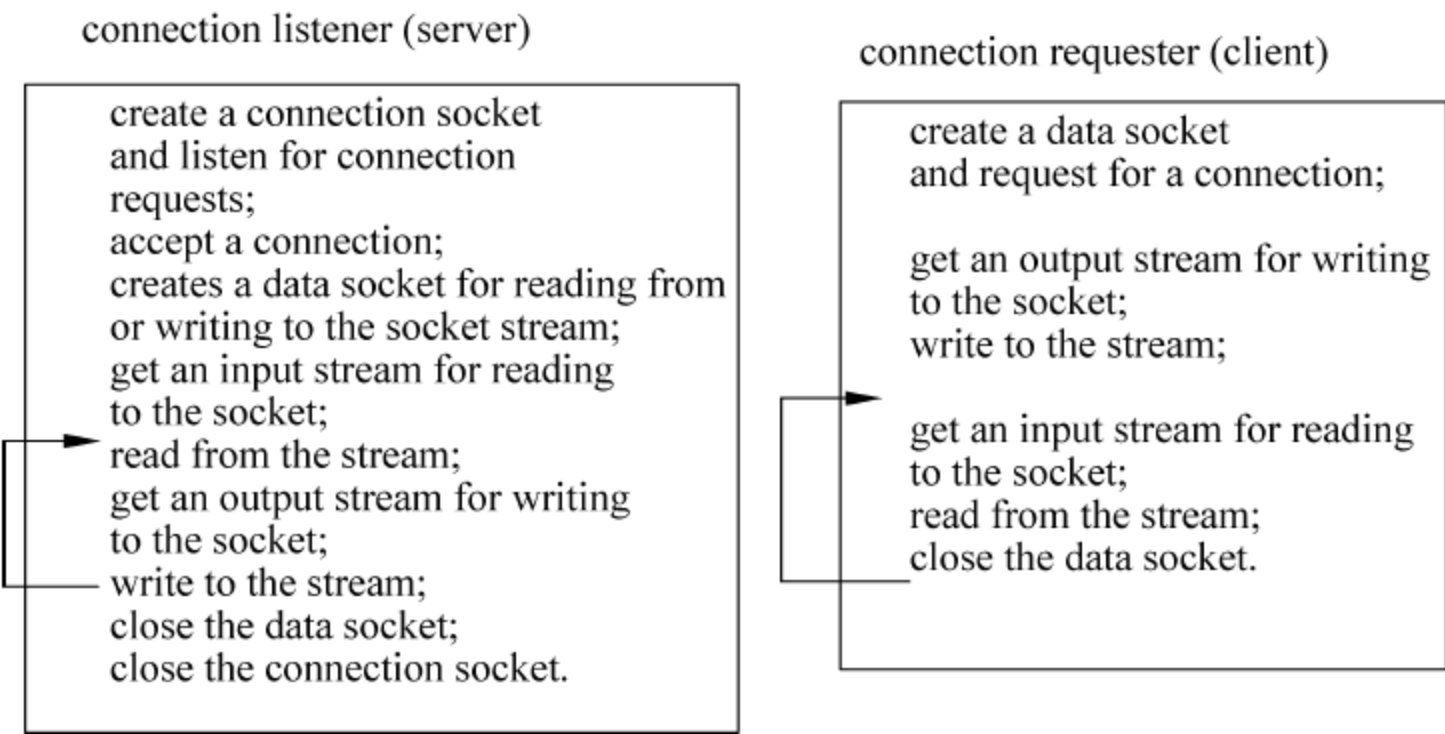 connection listener (server)
create a connection socket
and listen for connection
requests;
accept a connection;
creates a data socket for reading from
or writing to the socket stream;
get an input stream for reading
to the socket;
read from the stream;
get an output stream for writing
to the socket;
write to the stream;
close the data socket;
close the connection socket.
connection requester (client)
create a data socket
and request for a connection;
get an output stream for writing
to the socket;
write to the stream;
get an input stream for reading
to the socket;
read from the stream;
close the data socket.